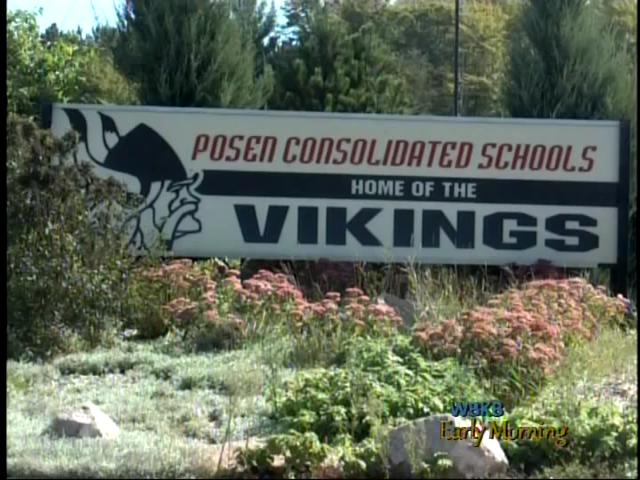 POSEN CONSOLIDATED SCHOOLS
HOME OF THE
VIKINGS
WBKB
Early Morning